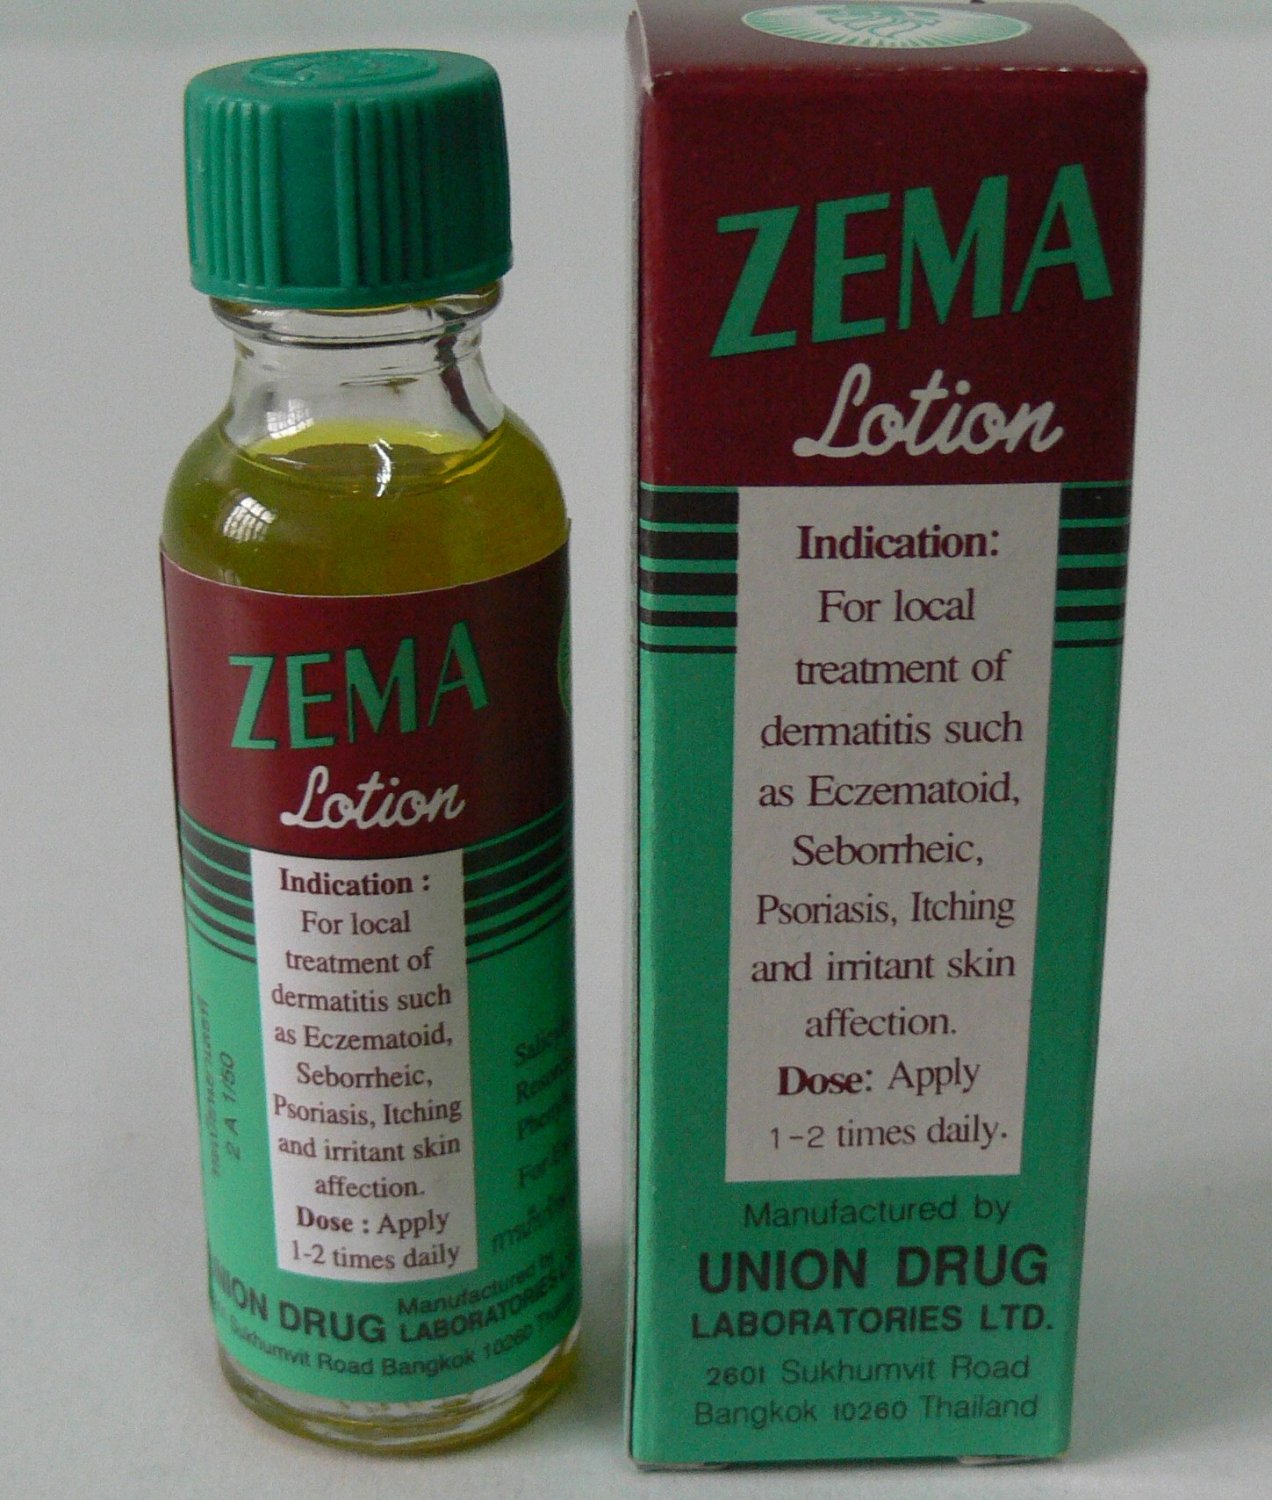 ZEMA
Lotion
Indication :
For local
treatment of
dermatitis such
as Eczematoid,
Seborrheic,
Psoriasis, Itching
and irritant skin
affection.
Dose : Apply
1-2 times daily
2 A 1/50
Manufactured by
UNION DRUG LABORATORIES
Sukhumvit Road Bangkok 10260
ZEMA
Lotion
Indication:
For local
treatment of
dermatitis such
as Eczematoid,
Seborrheic,
Psoriasis, Itching
and irritant skin
affection.
Dose: Apply
1-2 times daily.
Manufactured by
UNION DRUG
LABORATORIES LTD.
2601 Sukhumvit Road
Bangkok 10260 Thailand